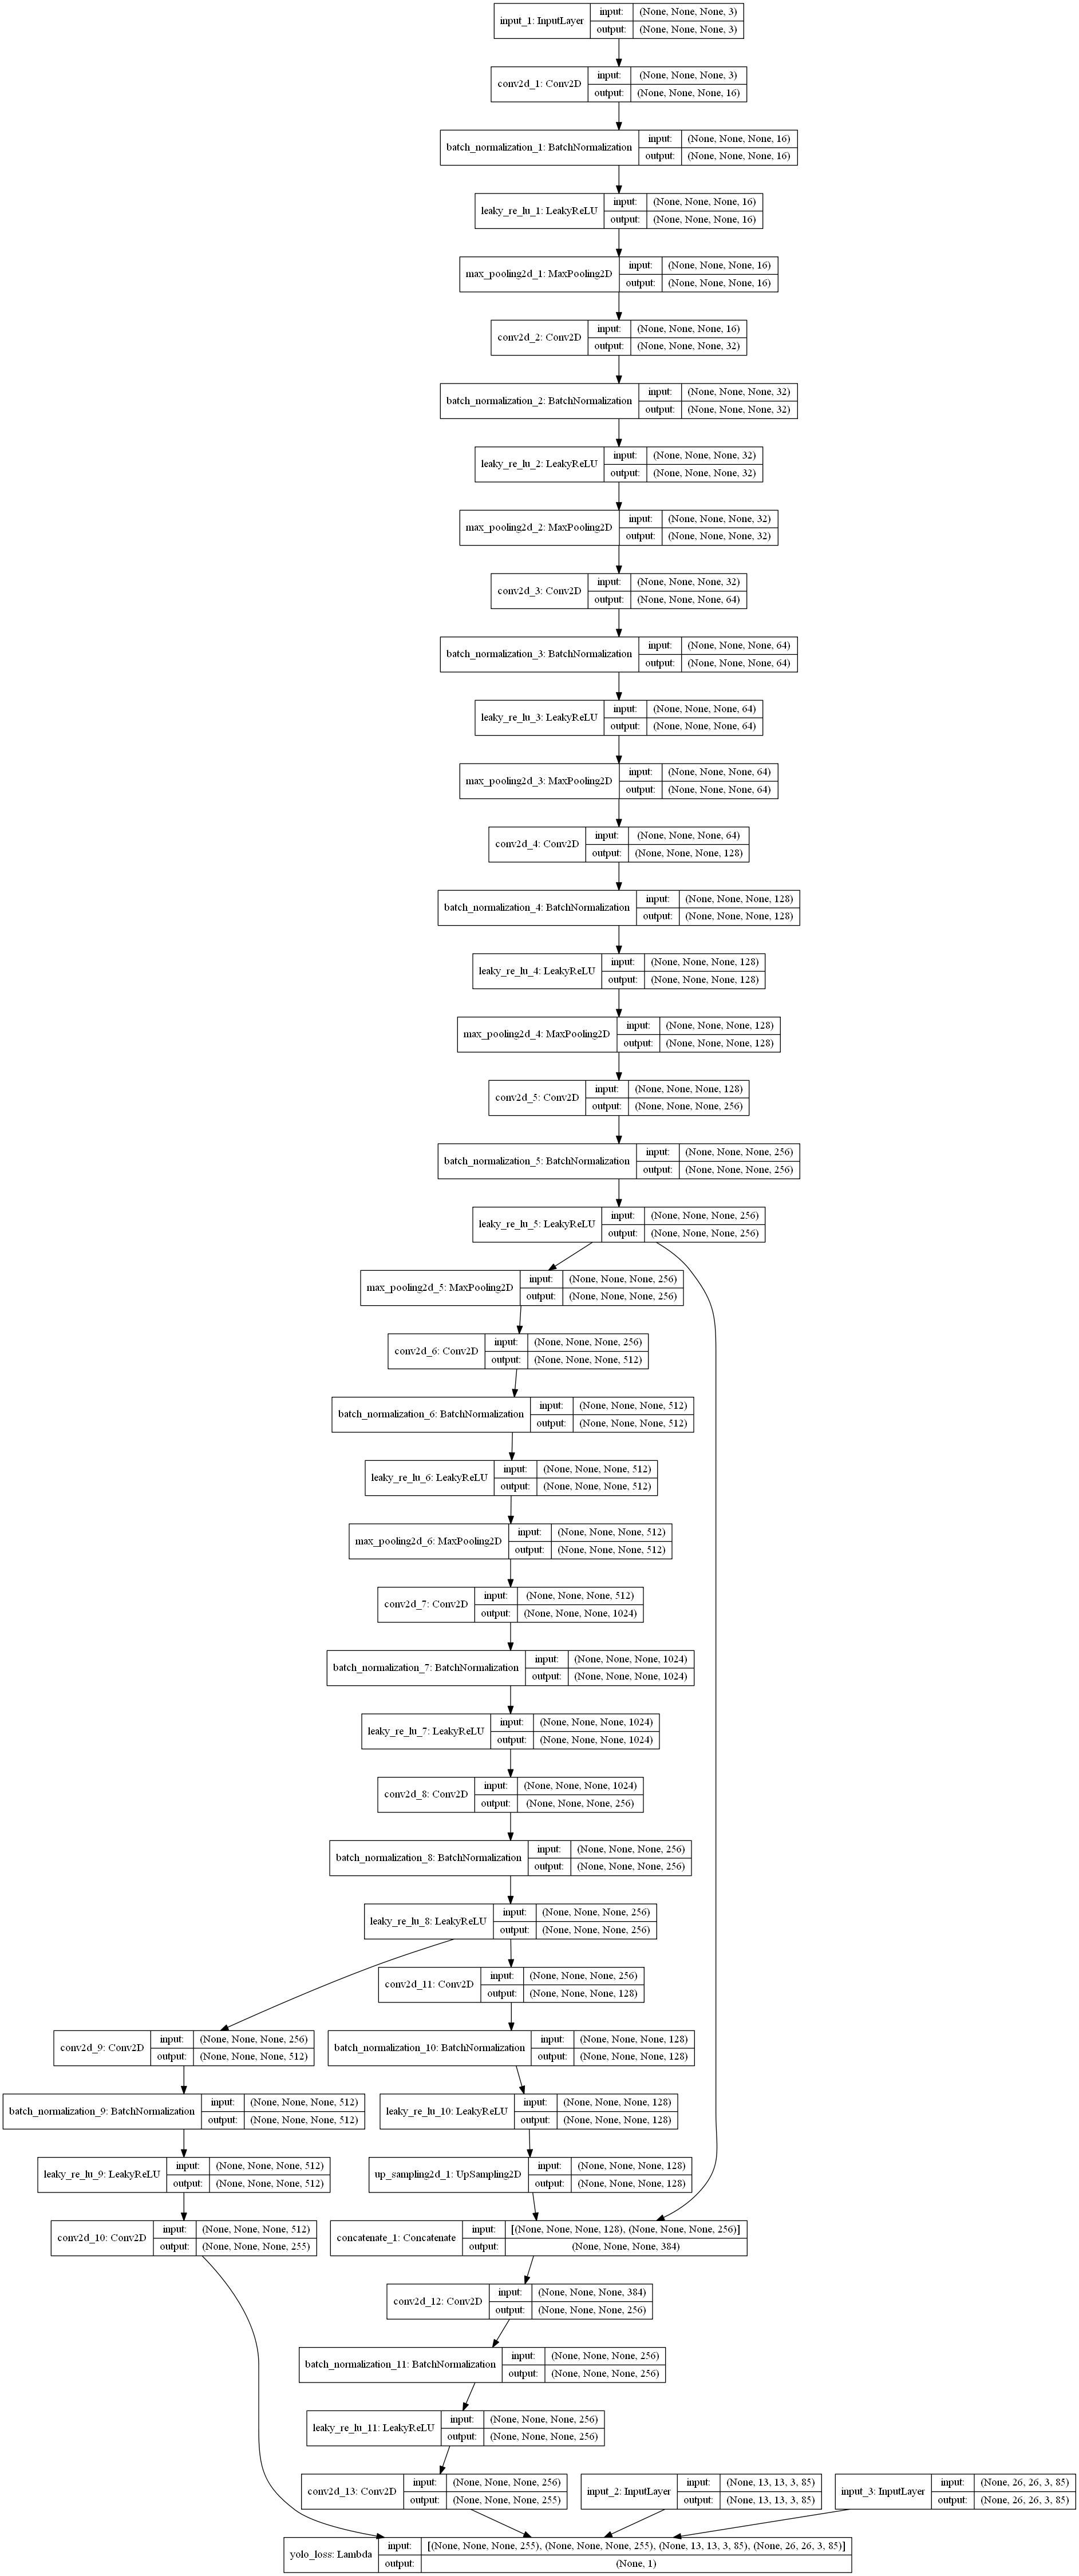 input_1: InputLayer
input: (None, None, None, 3)
output: (None, None, None, 3)
conv2d_1: Conv2D
input: (None, None, None, 3)
output: (None, None, None, 16)
batch_normalization_1: BatchNormalization
input: (None, None, None, 16)
output: (None, None, None, 16)
leaky_re_lu_1: LeakyReLU
input: (None, None, None, 16)
output: (None, None, None, 16)
max_pooling2d_1: MaxPooling2D
input: (None, None, None, 16)
output: (None, None, None, 16)
conv2d_2: Conv2D
input: (None, None, None, 16)
output: (None, None, None, 32)
batch_normalization_2: BatchNormalization
input: (None, None, None, 32)
output: (None, None, None, 32)
leaky_re_lu_2: LeakyReLU
input: (None, None, None, 32)
output: (None, None, None, 32)
max_pooling2d_2: MaxPooling2D
input: (None, None, None, 32)
output: (None, None, None, 32)
conv2d_3: Conv2D
input: (None, None, None, 32)
output: (None, None, None, 64)
batch_normalization_3: BatchNormalization
input: (None, None, None, 64)
output: (None, None, None, 64)
leaky_re_lu_3: LeakyReLU
input: (None, None, None, 64)
output: (None, None, None, 64)
max_pooling2d_3: MaxPooling2D
input: (None, None, None, 64)
output: (None, None, None, 64)
conv2d_4: Conv2D
input: (None, None, None, 64)
output: (None, None, None, 128)
batch_normalization_4: BatchNormalization
input: (None, None, None, 128)
output: (None, None, None, 128)
leaky_re_lu_4: LeakyReLU
input: (None, None, None, 128)
output: (None, None, None, 128)
max_pooling2d_4: MaxPooling2D
input: (None, None, None, 128)
output: (None, None, None, 128)
conv2d_5: Conv2D
input: (None, None, None, 128)
output: (None, None, None, 256)
batch_normalization_5: BatchNormalization
input: (None, None, None, 256)
output: (None, None, None, 256)
leaky_re_lu_5: LeakyReLU
input: (None, None, None, 256)
output: (None, None, None, 256)
max_pooling2d_5: MaxPooling2D
input: (None, None, None, 256)
output: (None, None, None, 256)
conv2d_6: Conv2D
input: (None, None, None, 256)
output: (None, None, None, 512)
batch_normalization_6: BatchNormalization
input: (None, None, None, 512)
output: (None, None, None, 512)
leaky_re_lu_6: LeakyReLU
input: (None, None, None, 512)
output: (None, None, None, 512)
max_pooling2d_6: MaxPooling2D
input: (None, None, None, 512)
output: (None, None, None, 512)
conv2d_7: Conv2D
input: (None, None, None, 512)
output: (None, None, None, 1024)
batch_normalization_7: BatchNormalization
input: (None, None, None, 1024)
output: (None, None, None, 1024)
leaky_re_lu_7: LeakyReLU
input: (None, None, None, 1024)
output: (None, None, None, 1024)
conv2d_8: Conv2D
input: (None, None, None, 1024)
output: (None, None, None, 256)
batch_normalization_8: BatchNormalization
input: (None, None, None, 256)
output: (None, None, None, 256)
leaky_re_lu_8: LeakyReLU
input: (None, None, None, 256)
output: (None, None, None, 256)
conv2d_11: Conv2D
input: (None, None, None, 256)
output: (None, None, None, 128)
conv2d_9: Conv2D
input: (None, None, None, 256)
output: (None, None, None, 512)
batch_normalization_10: BatchNormalization
input: (None, None, None, 128)
output: (None, None, None, 128)
batch_normalization_9: BatchNormalization
input: (None, None, None, 512)
output: (None, None, None, 512)
leaky_re_lu_10: LeakyReLU
input: (None, None, None, 128)
output: (None, None, None, 128)
leaky_re_lu_9: LeakyReLU
input: (None, None, None, 512)
output: (None, None, None, 512)
up_sampling2d_1: UpSampling2D
input: (None, None, None, 128)
output: (None, None, None, 128)
conv2d_10: Conv2D
input: (None, None, None, 512)
output: (None, None, None, 255)
concatenate_1: Concatenate
input: [(None, None, None, 128), (None, None, None, 256)]
output: (None, None, None, 384)
conv2d_12: Conv2D
input: (None, None, None, 384)
output: (None, None, None, 256)
batch_normalization_11: BatchNormalization
input: (None, None, None, 256)
output: (None, None, None, 256)
leaky_re_lu_11: LeakyReLU
input: (None, None, None, 256)
output: (None, None, None, 256)
conv2d_13: Conv2D
input: (None, None, None, 256)
output: (None, None, None, 255)
input_2: InputLayer
input: (None, 13, 13, 3, 85)
output: (None, 13, 13, 3, 85)
input_3: InputLayer
input: (None, 26, 26, 3, 85)
output: (None, 26, 26, 3, 85)
yolo_loss: Lambda
input: [(None, None, None, 255), (None, None, None, 255), (None, 13, 13, 3, 85), (None, 26, 26, 3, 85)]
output: (None, 1)